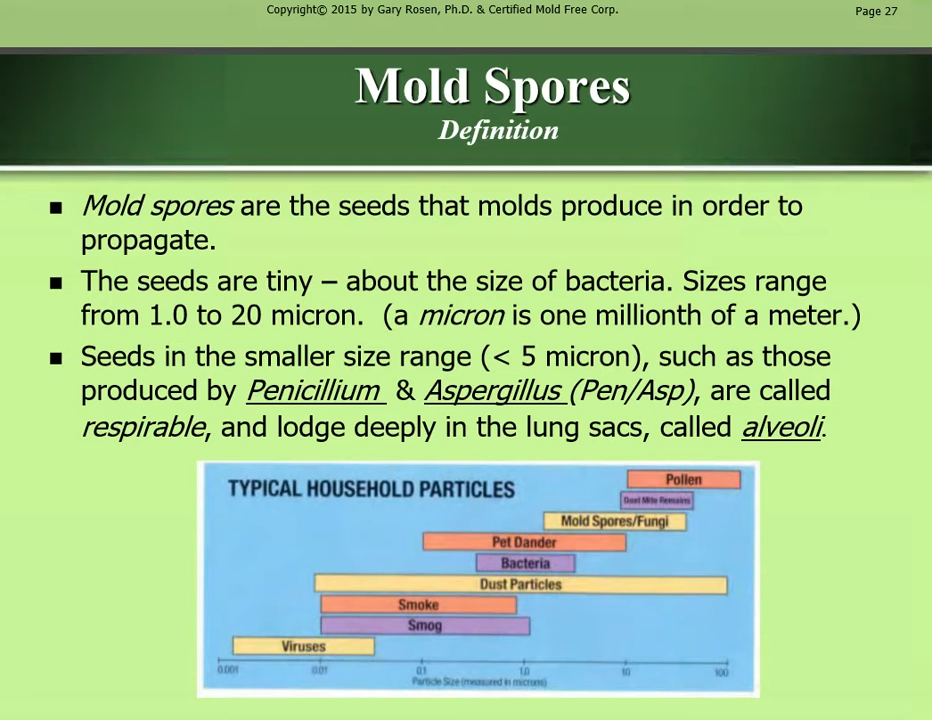 Copyright© 2015 by Gary Rosen, Ph.D. & Certified Mold Free Corp.
Page 27
Mold Spores
Definition
Mold spores are the seeds that molds produce in order to
propagate.
The seeds are tiny – about the size of bacteria. Sizes range
from 1.0 to 20 micron. (a micron is one millionth of a meter.)
Seeds in the smaller size range (< 5 micron), such as those
produced by Penicillium & Aspergillus (Pen/Asp), are called
respirable, and lodge deeply in the lung sacs, called alveoli.
TYPICAL HOUSEHOLD PARTICLES
Pollen
Dust Mite Remains
Mold Spores/Fungi
Pet Dander
Bacteria
Dust Particles
Smoke
Smog
Viruses
0.001 0.01 0.1 1.0 10 100
Particle Size (measured in microns)